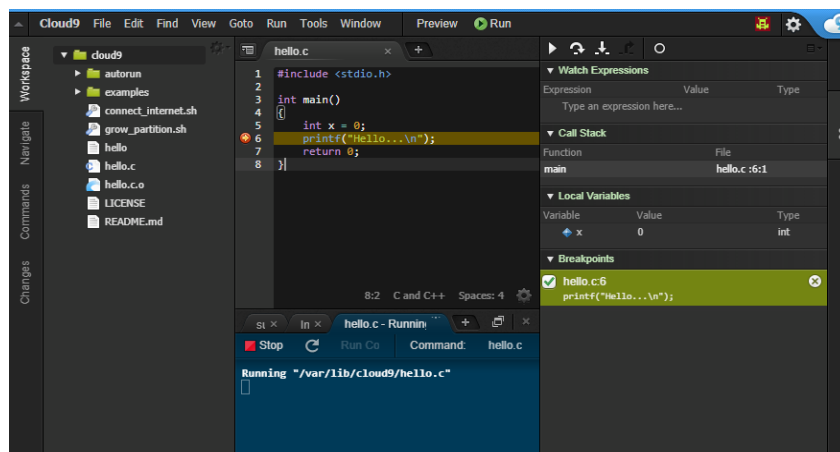 Cloud9 File Edit Find View Goto Run Tools Window Preview Run
Workspace
Navigate
Commands
Changes
cloud9
autorun
examples
connect_internet.sh
grow_partition.sh
hello
hello.c
hello.c.o
LICENSE
README.md
hello.c × +
1 #include <stdio.h>
2
3 int main()
4 {
5 int x = 0;
6 printf("Hello...\n");
7 return 0;
8 }
8:2 C and C++ Spaces: 4
In × hello.c - Running + ×
Stop Run Co Command: hello.c
Running "/var/lib/cloud9/hello.c"
Watch Expressions
Expression Value Type
Type an expression here...
Call Stack
Function File
main hello.c :6:1
Local Variables
Variable Value Type
x 0 int
Breakpoints
hello.c:6
printf("Hello...\n");